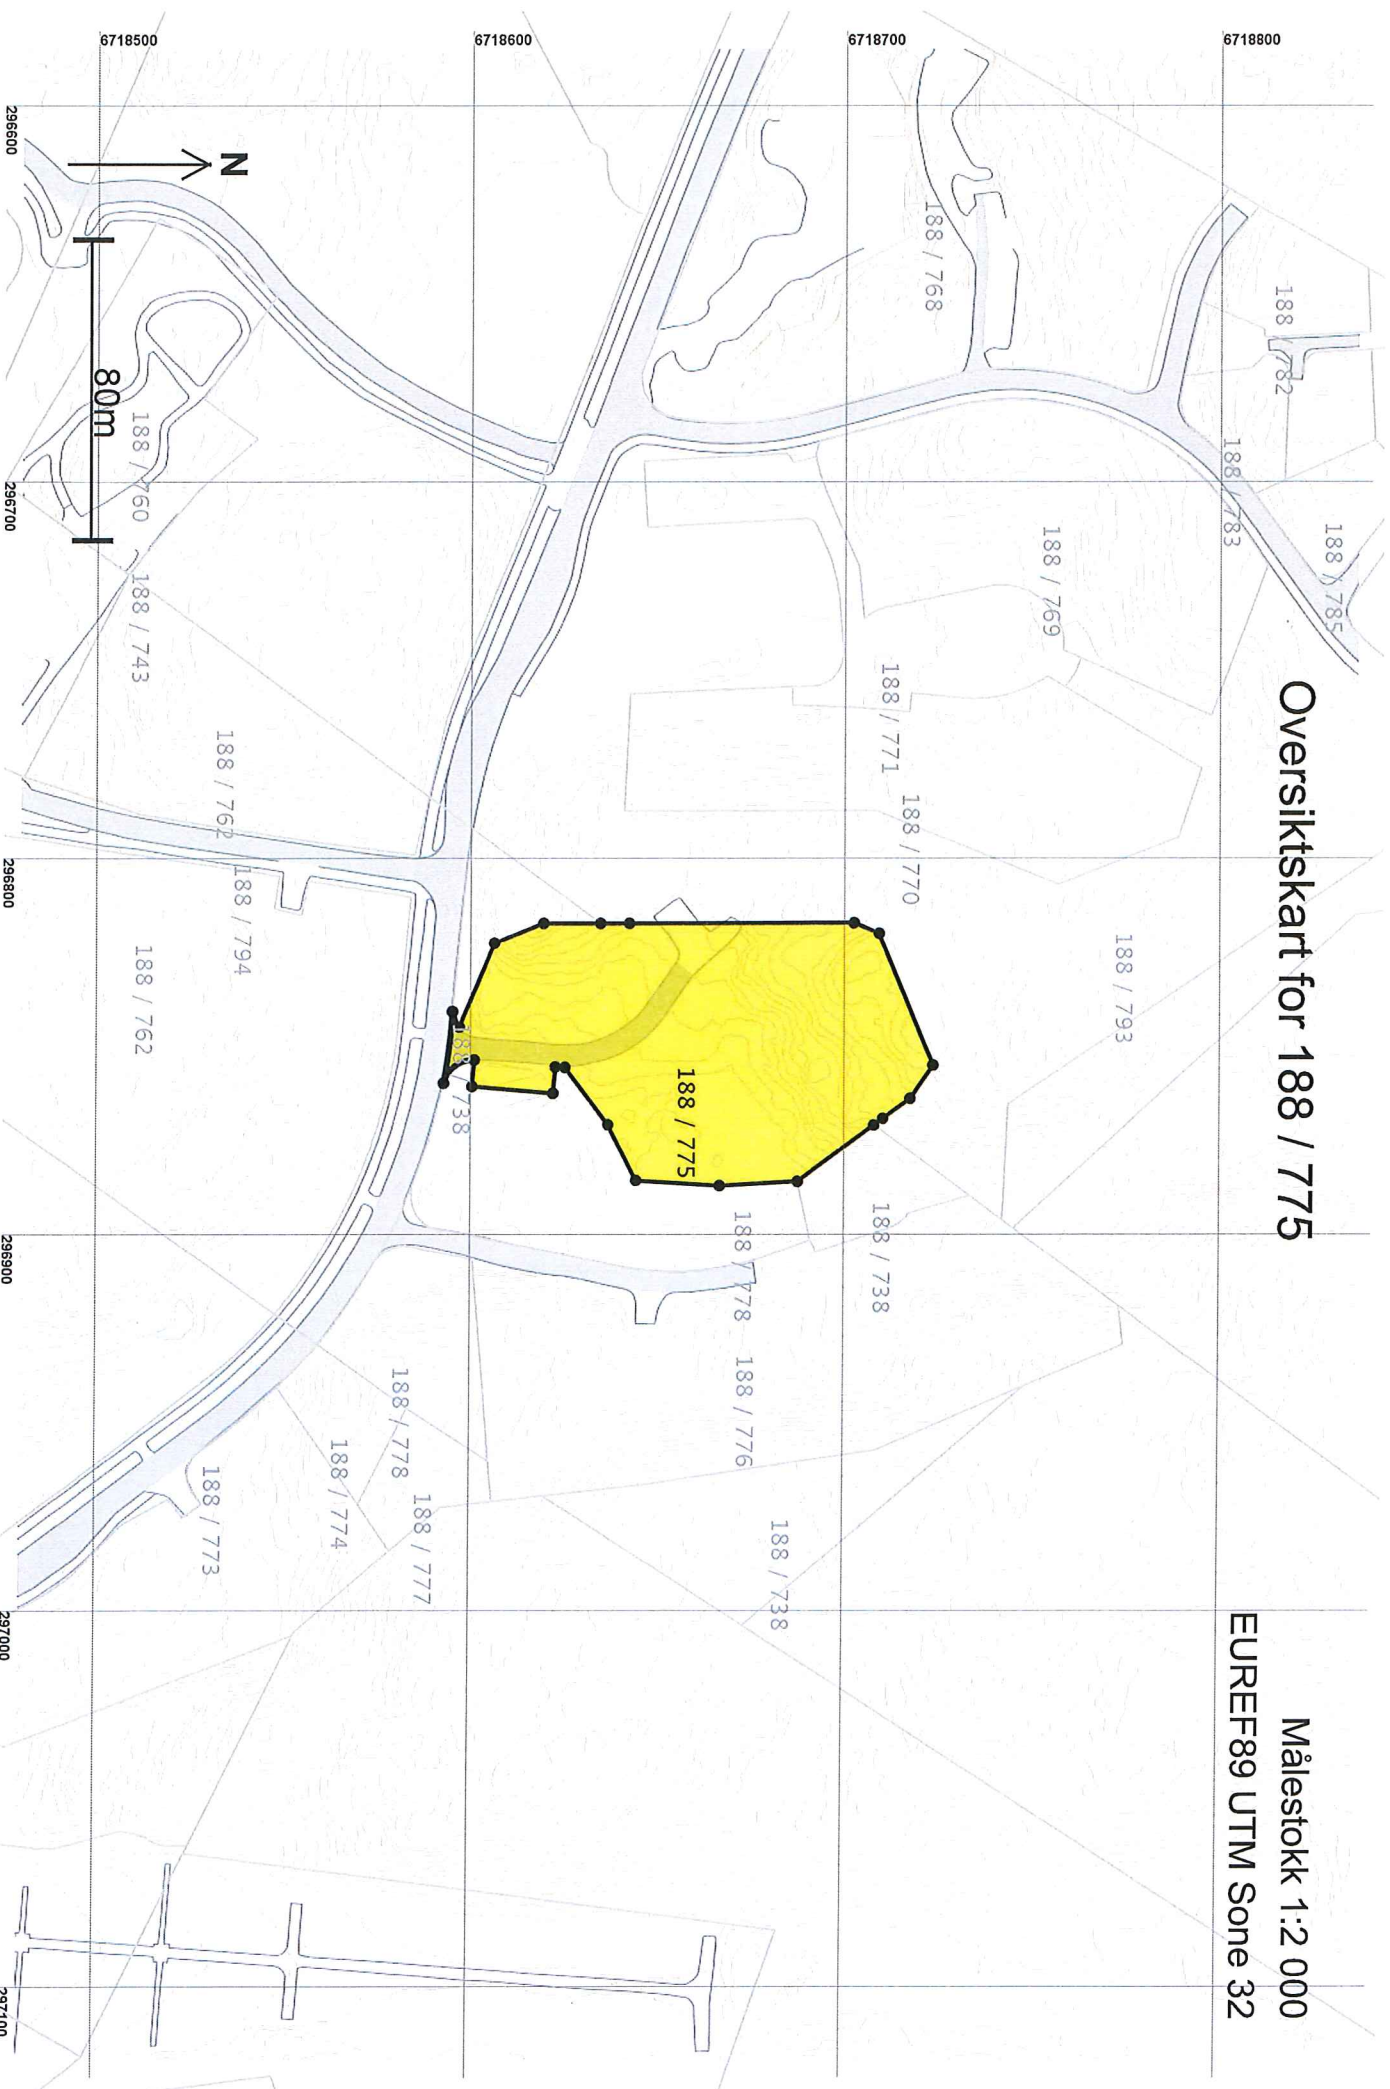 Oversiktskart for 188 / 775
Målestokk 1:2 000
EUREF89 UTM Sone 32
6718800
6718700
6718600
6718500
296600
296700
296800
296900
297000
297100
N
80m
188 / 782
188 / 783
188 / 785
188 / 768
188 / 769
188 / 771
188 / 770
188 / 793
188 / 738
188 / 775
188 / 778
188 / 776
188 / 738
188 / 738
188 / 760
188 / 743
188 / 762
188 / 794
188 / 762
188 / 778
188 / 777
188 / 774
188 / 773